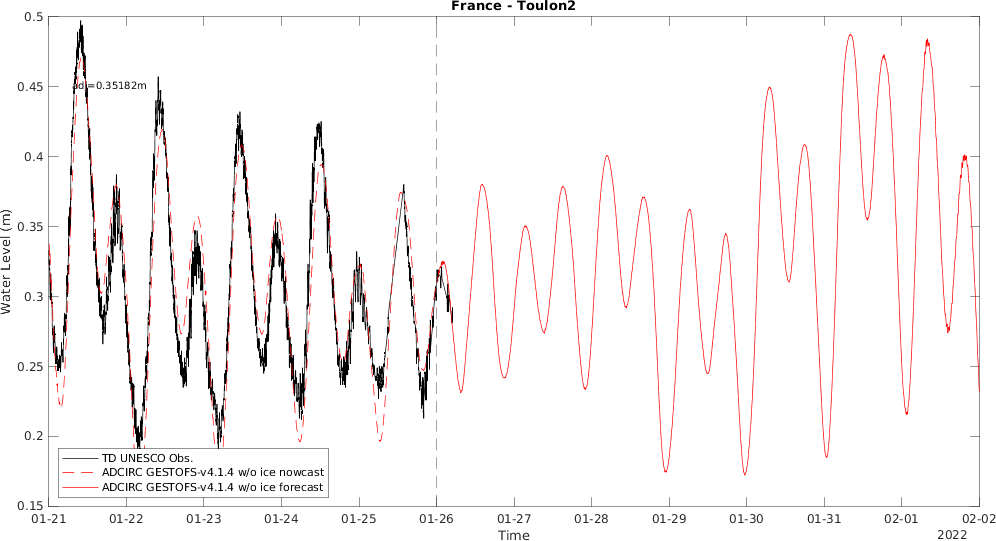 France - Toulon2
0.5
0.45
0.4
0.35
0.3
0.25
0.2
0.15
Water Level (m)
=0.35182m
TD UNESCO Obs.
ADCIRC GESTOFS-v4.1.4 w/o ice nowcast
ADCIRC GESTOFS-v4.1.4 w/o ice forecast
01-21 01-22 01-23 01-24 01-25 01-26 01-27 01-28 01-29 01-30 01-31 02-01 02-02
Time
2022